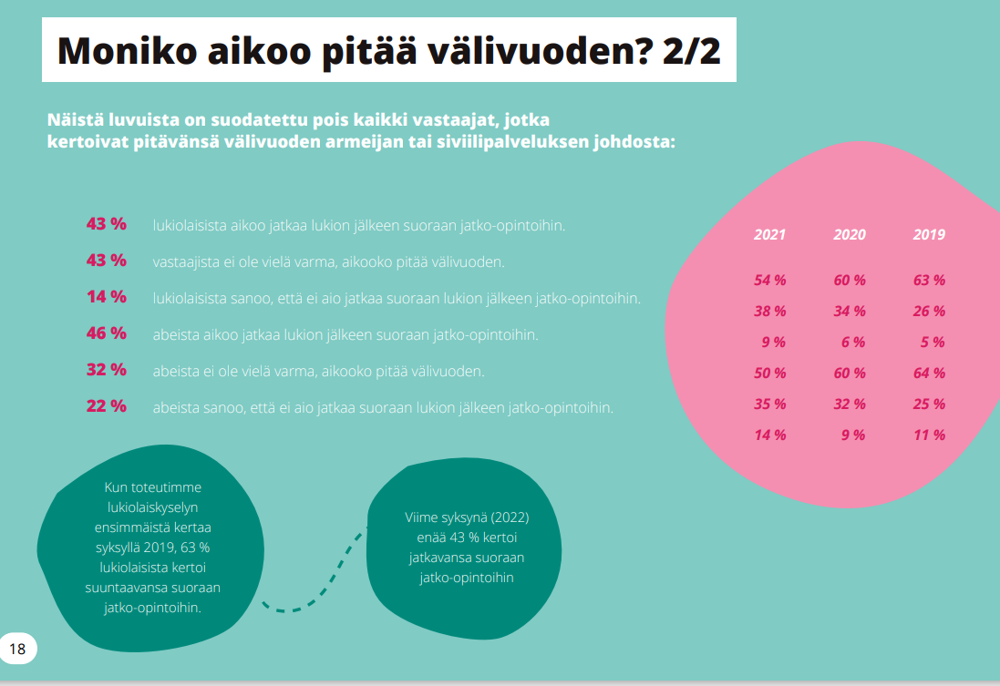 Moniko aikoo pitää välivuoden? 2/2
Näistä luvuista on suodatettu pois kaikki vastaajat, jotka
kertoivat pitävänsä välivuoden armeijan tai siviilipalveluksen johdosta:
43 % lukiolaisista aikoo jatkaa lukion jälkeen suoraan jatko-opintoihin.
43 % vastaajista ei ole vielä varma, aikooko pitää välivuoden.
14 % lukiolaisista sanoo, että ei aio jatkaa suoraan lukion jälkeen jatko-opintoihin.
46 % abeista aikoo jatkaa lukion jälkeen suoraan jatko-opintoihin.
32 % abeista ei ole vielä varma, aikooko pitää välivuoden.
22 % abeista sanoo, että ei aio jatkaa suoraan lukion jälkeen jatko-opintoihin.
2021 2020 2019
54 % 60 % 63 %
38 % 34 % 26 %
9 % 6 % 5 %
50 % 60 % 64 %
35 % 32 % 25 %
14 % 9 % 11 %
Kun toteutimme
lukiolaiskyselyn
ensimmäistä kertaa
syksyllä 2019, 63 %
lukiolaisista kertoi
suuntaavansa suoraan
jatko-opintoihin.
Viime syksynä (2022)
enää 43 % kertoi
jatkavansa suoraan
jatko-opintoihin
18